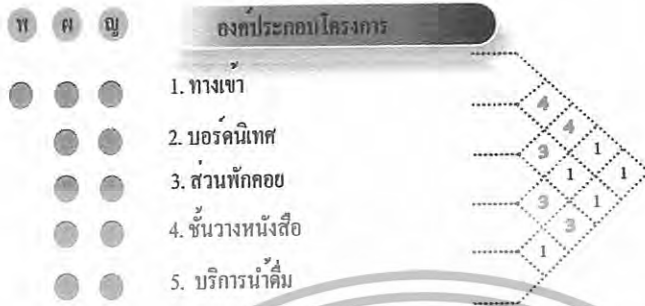 พ ผ ญ องค์ประกอบโครงการ
1. ทางเข้า
4
2. บอร์ดนิเทศ
4
3 1
3. ส่วนพักคอย
1 1
3 1
4. ชั้นวางหนังสือ
3
1
5. บริการน้ำดื่ม